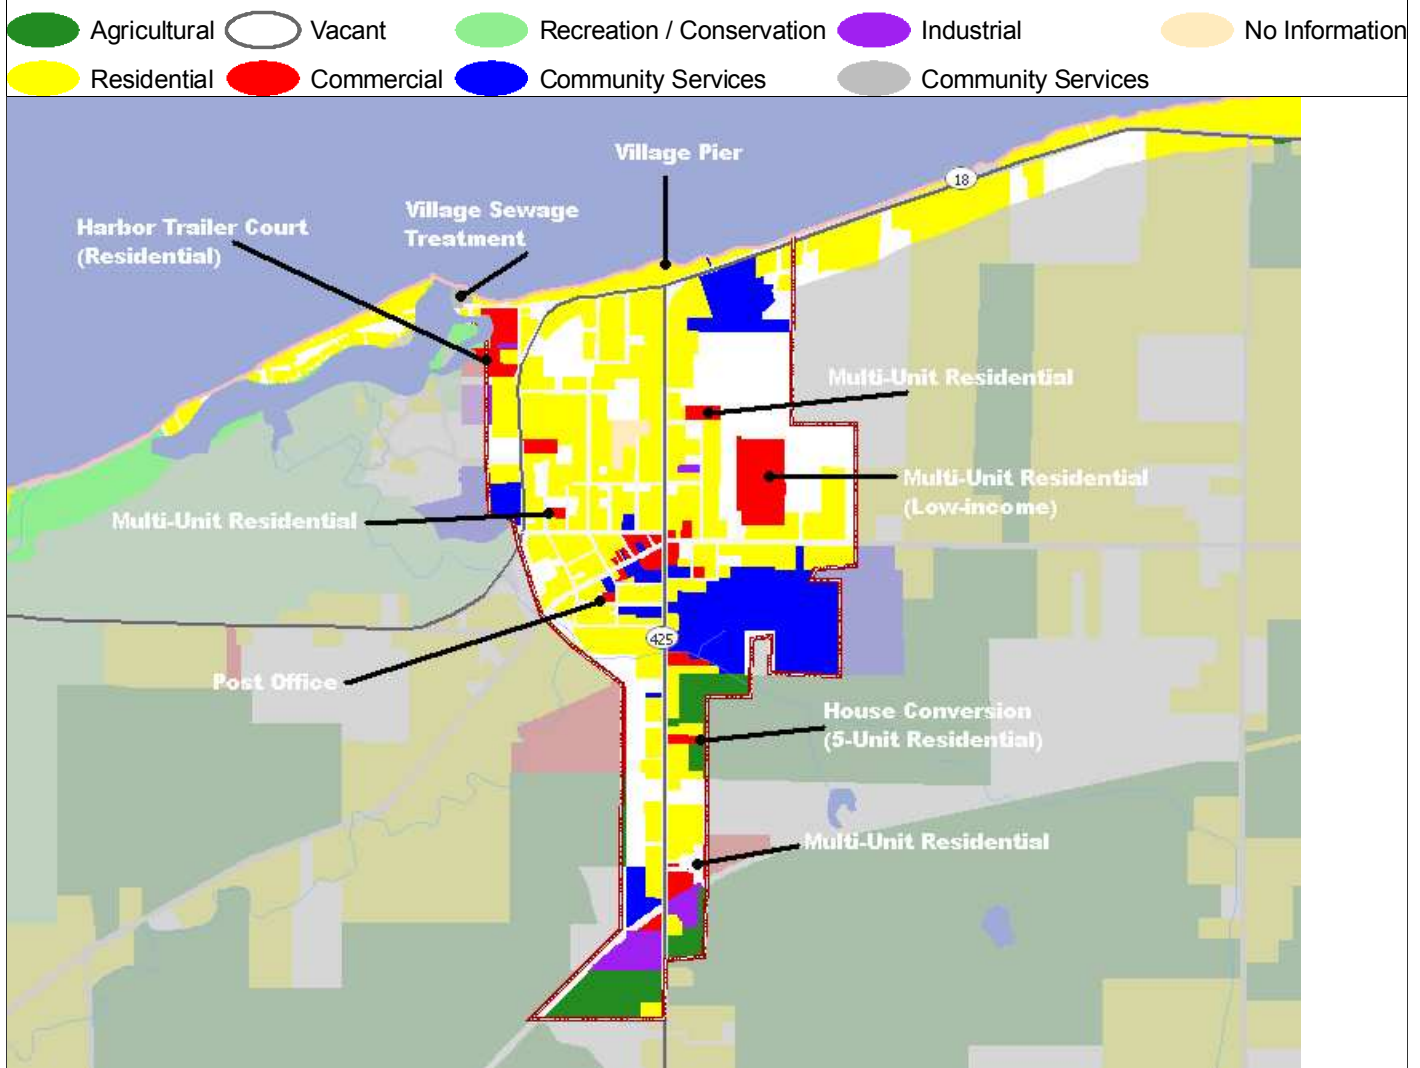 Agricultural Vacant Recreation / Conservation Industrial No Information
Residential Commercial Community Services Community Services
Village Pier
18
Village Sewage
Treatment
Harbor Trailer Court
(Residential)
Multi-Unit Residential
Multi-Unit Residential
(Low-income)
Multi-Unit Residential
425
Post Office
House Conversion
(5-Unit Residential)
Multi-Unit Residential